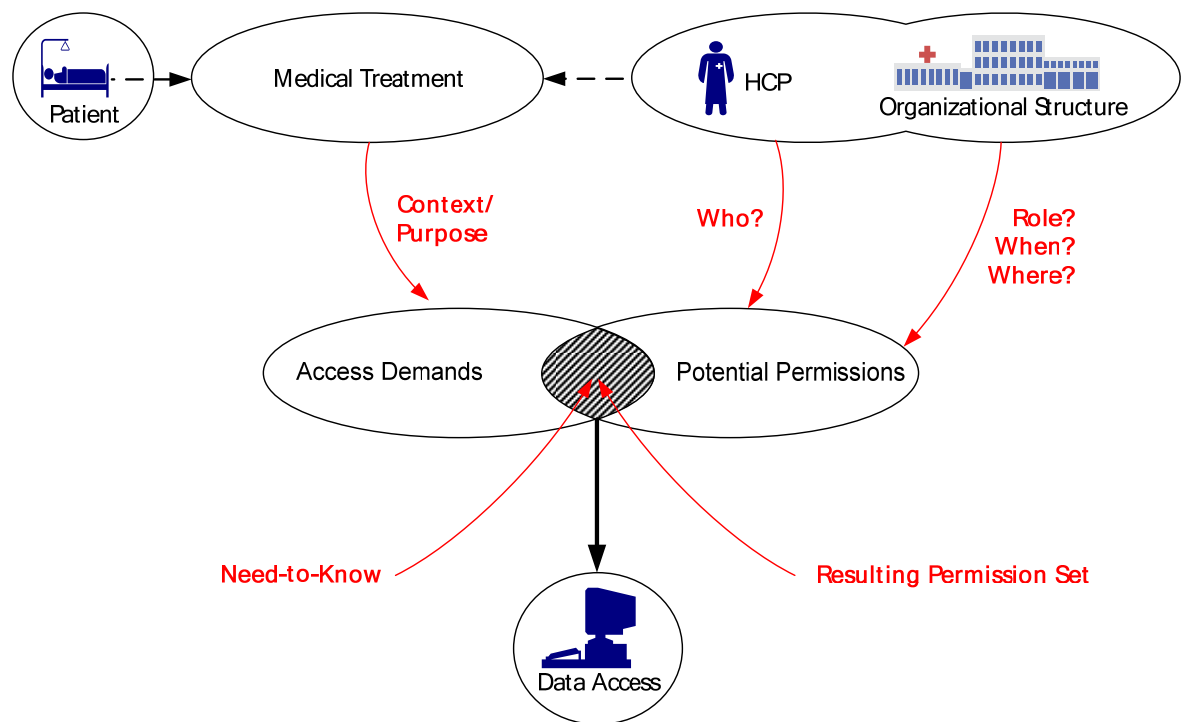 Patient
Medical Treatment
HCP
Organizational Structure
Context/
Purpose
Who?
Role?
When?
Where?
Access Demands
Potential Permissions
Need-to-Know
Resulting Permission Set
Data Access